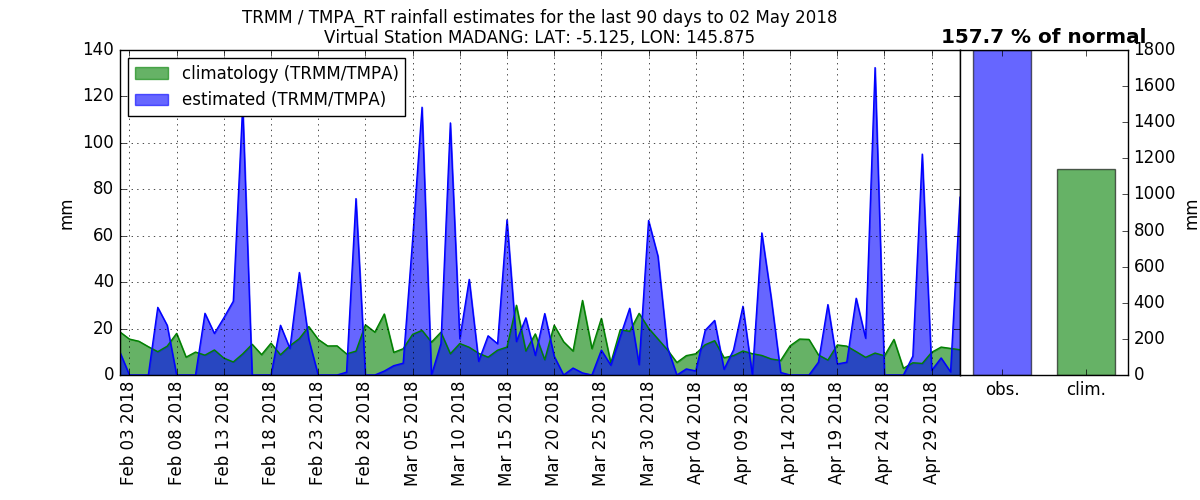 TRMM / TMPA_RT rainfall estimates for the last 90 days to 02 May 2018
Virtual Station MADANG: LAT: -5.125, LON: 145.875
157.7 % of normal
climatology (TRMM/TMPA)
estimated (TRMM/TMPA)
mm
140
120
100
80
60
40
20
0
Feb 03 2018
Feb 08 2018
Feb 13 2018
Feb 18 2018
Feb 23 2018
Feb 28 2018
Mar 05 2018
Mar 10 2018
Mar 15 2018
Mar 20 2018
Mar 25 2018
Mar 30 2018
Apr 04 2018
Apr 09 2018
Apr 14 2018
Apr 19 2018
Apr 24 2018
Apr 29 2018
obs.
clim.
1800
1600
1400
1200
1000
800
600
400
200
0
mm